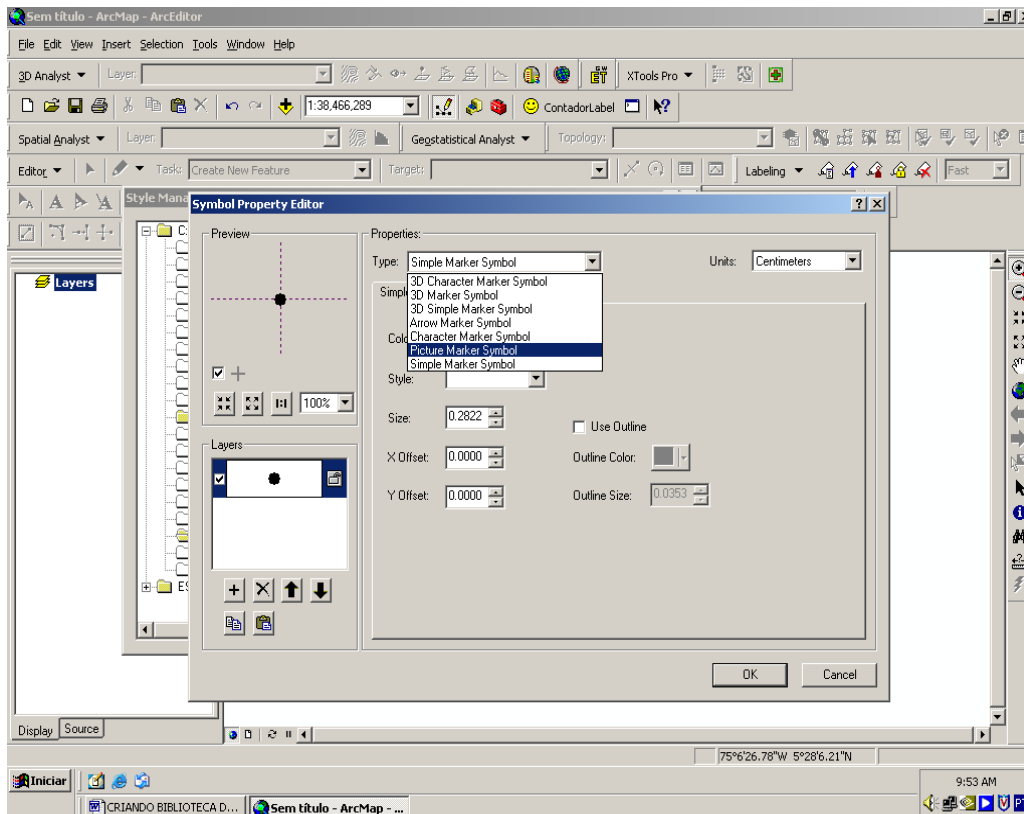 Sem título - ArcMap - ArcEditor
File Edit View Insert Selection Tools Window Help
3D Analyst Layer: XTools Pro
1:38,466,289 ContadorLabel
Spatial Analyst Layer: Geostatistical Analyst Topology:
Editor Task: Create New Feature Target: Labeling Fast
Style Mana
Symbol Property Editor
Layers
Preview
100%
Layers
Properties:
Type: Simple Marker Symbol Units: Centimeters
3D Character Marker Symbol
3D Marker Symbol
3D Simple Marker Symbol
Arrow Marker Symbol
Character Marker Symbol
Picture Marker Symbol
Simple Marker Symbol
Simple
Colo
Style:
Size: 0.2822
Use Outline
X Offset: 0.0000 Outline Color:
Y Offset: 0.0000 Outline Size: 0.0353
OK Cancel
Display Source
75°6'26.78"W 5°28'6.21"N
Iniciar 9:53 AM
CRIANDO BIBLIOTECA D... Sem título - ArcMap - ...